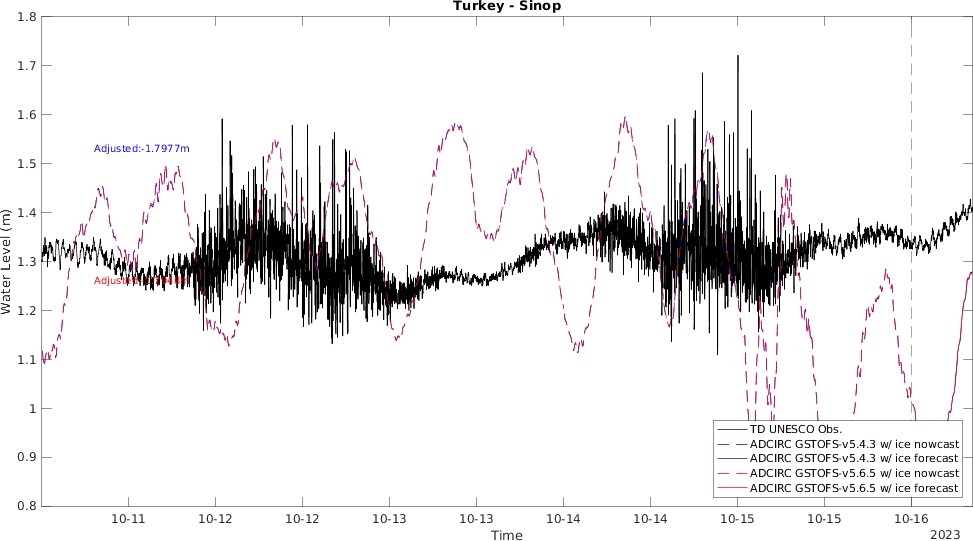 Turkey - Sinop
1.8
1.7
1.6
1.5
1.4
1.3
1.2
1.1
1
0.9
0.8
Water Level (m)
Adjusted:-1.7977m
TD UNESCO Obs.
ADCIRC GSTOFS-v5.4.3 w/ ice nowcast
ADCIRC GSTOFS-v5.4.3 w/ ice forecast
ADCIRC GSTOFS-v5.6.5 w/ ice nowcast
ADCIRC GSTOFS-v5.6.5 w/ ice forecast
10-11 10-12 10-12 10-13 10-13 10-14 10-14 10-15 10-15 10-16
Time
2023